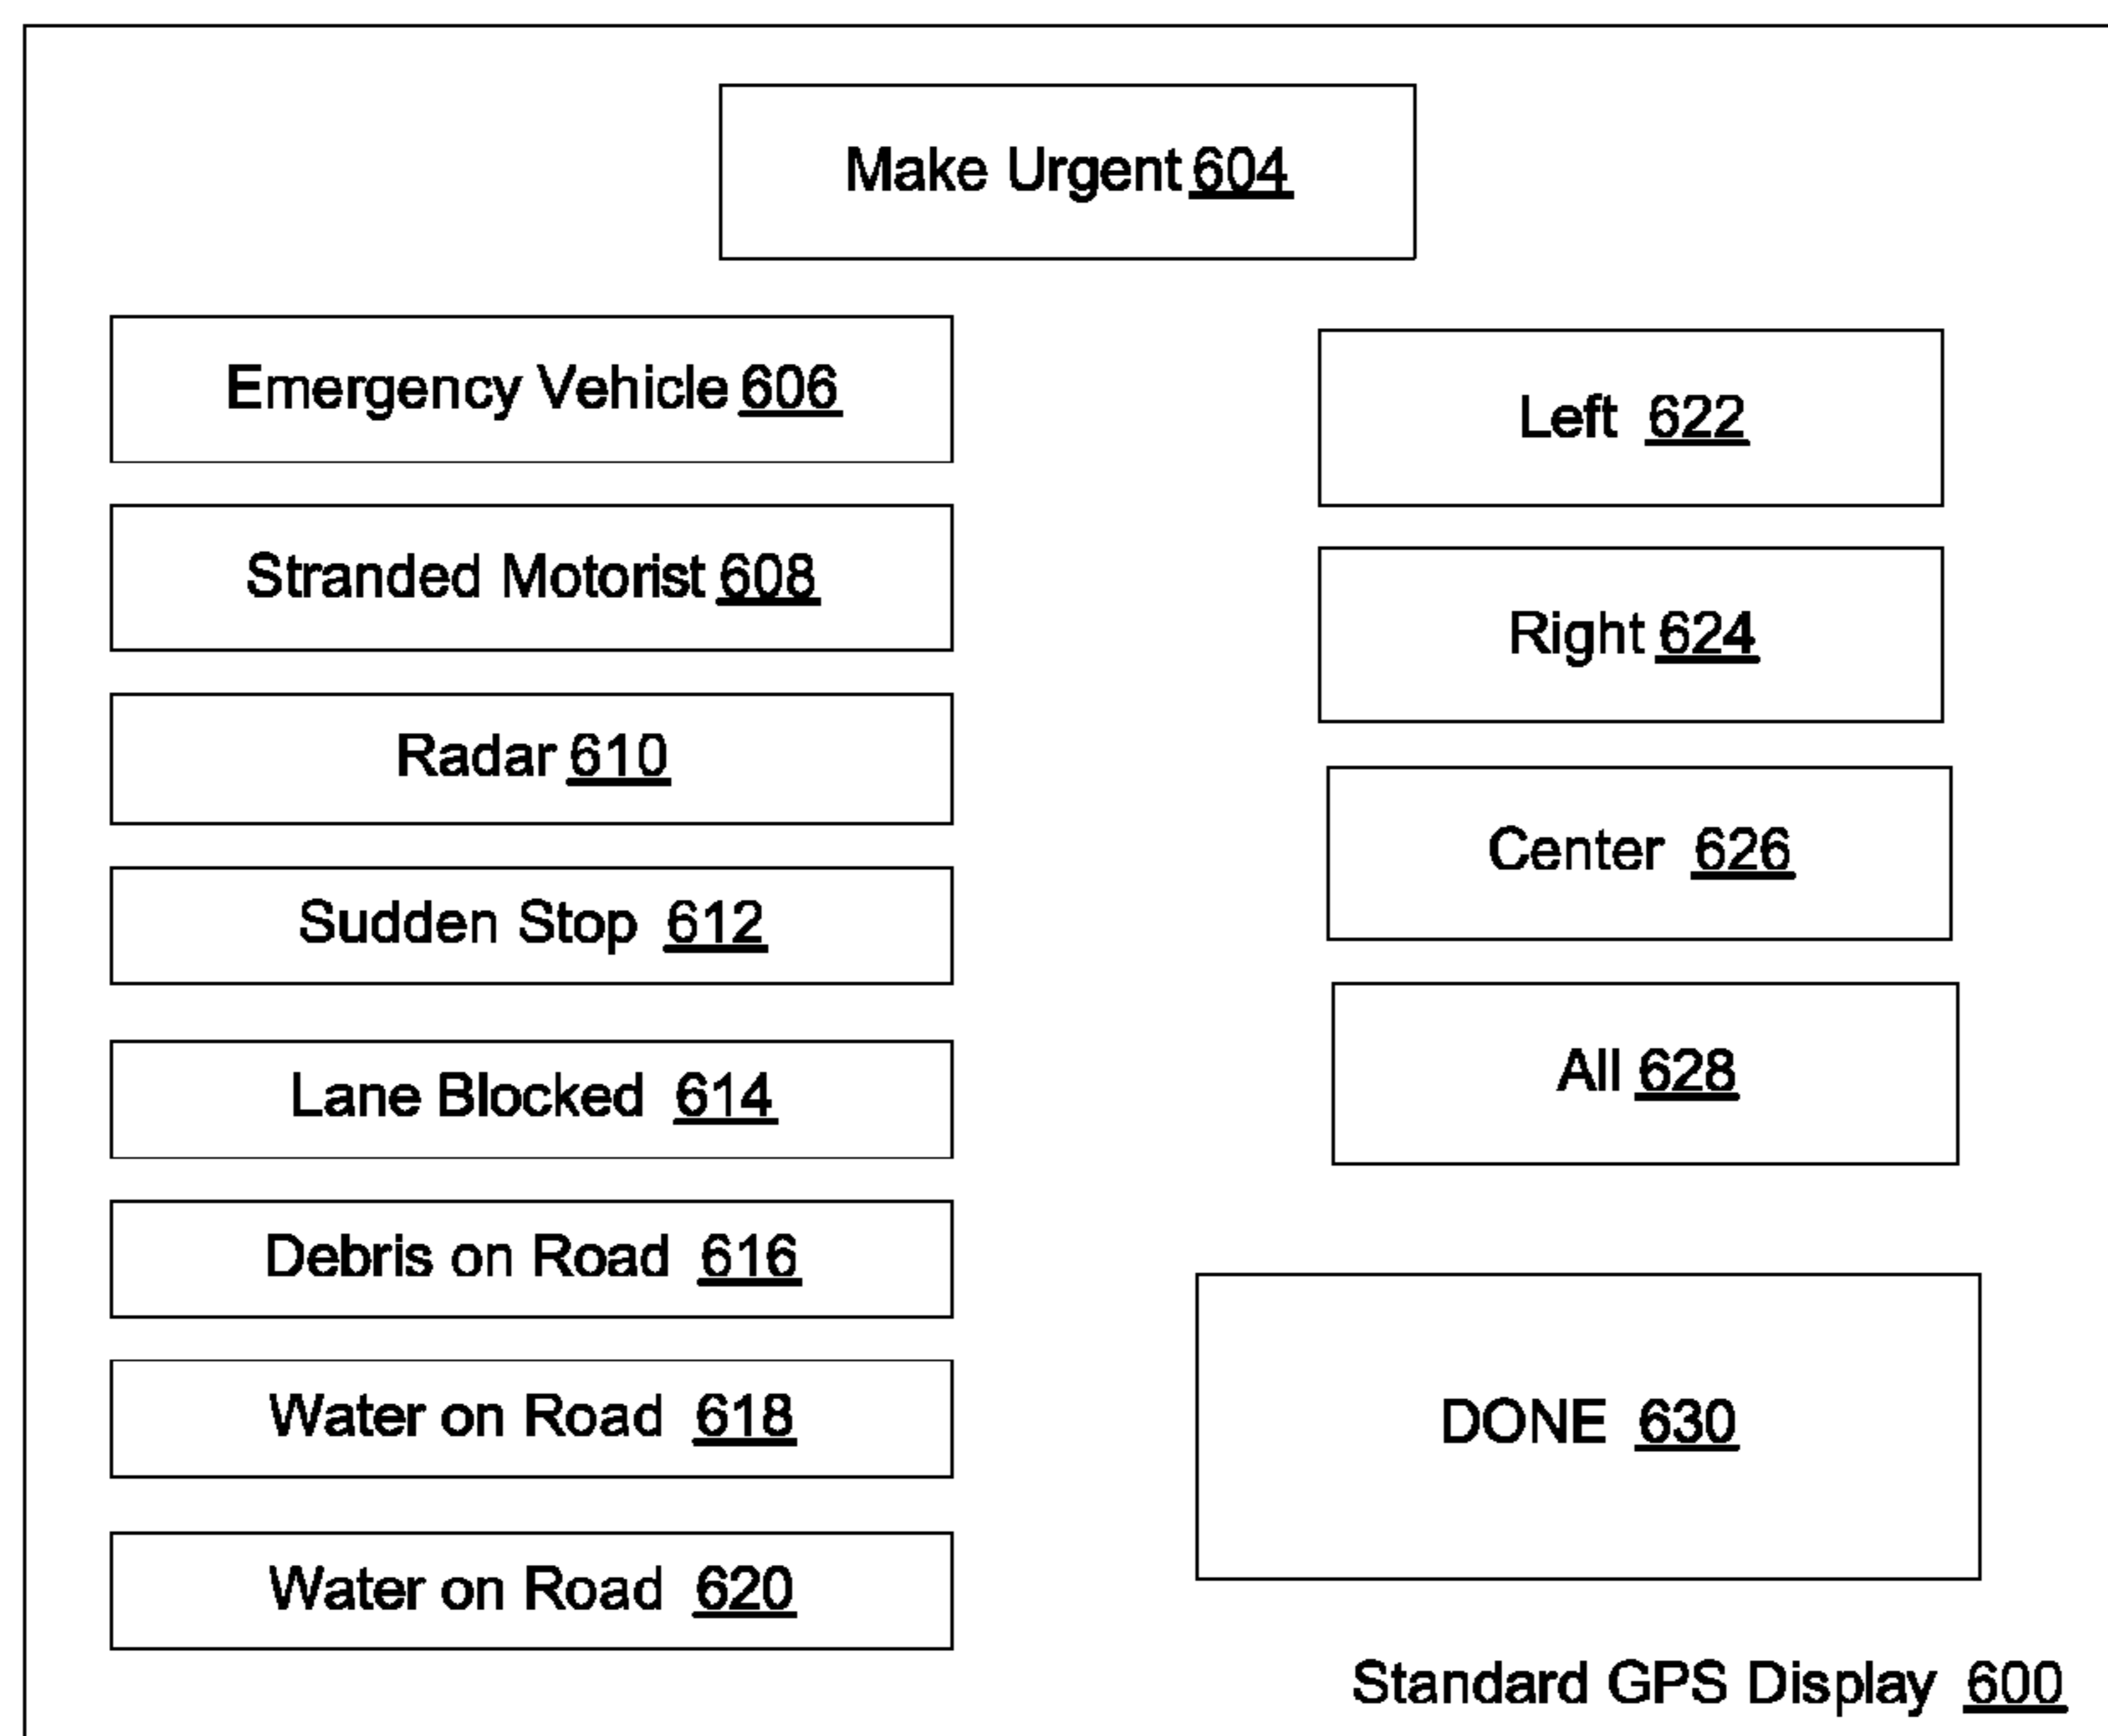 Make Urgent 604
Emergency Vehicle 606
Stranded Motorist 608
Radar 610
Sudden Stop 612
Lane Blocked 614
Debris on Road 616
Water on Road 618
Water on Road 620
Left 622
Right 624
Center 626
All 628
DONE 630
Standard GPS Display 600